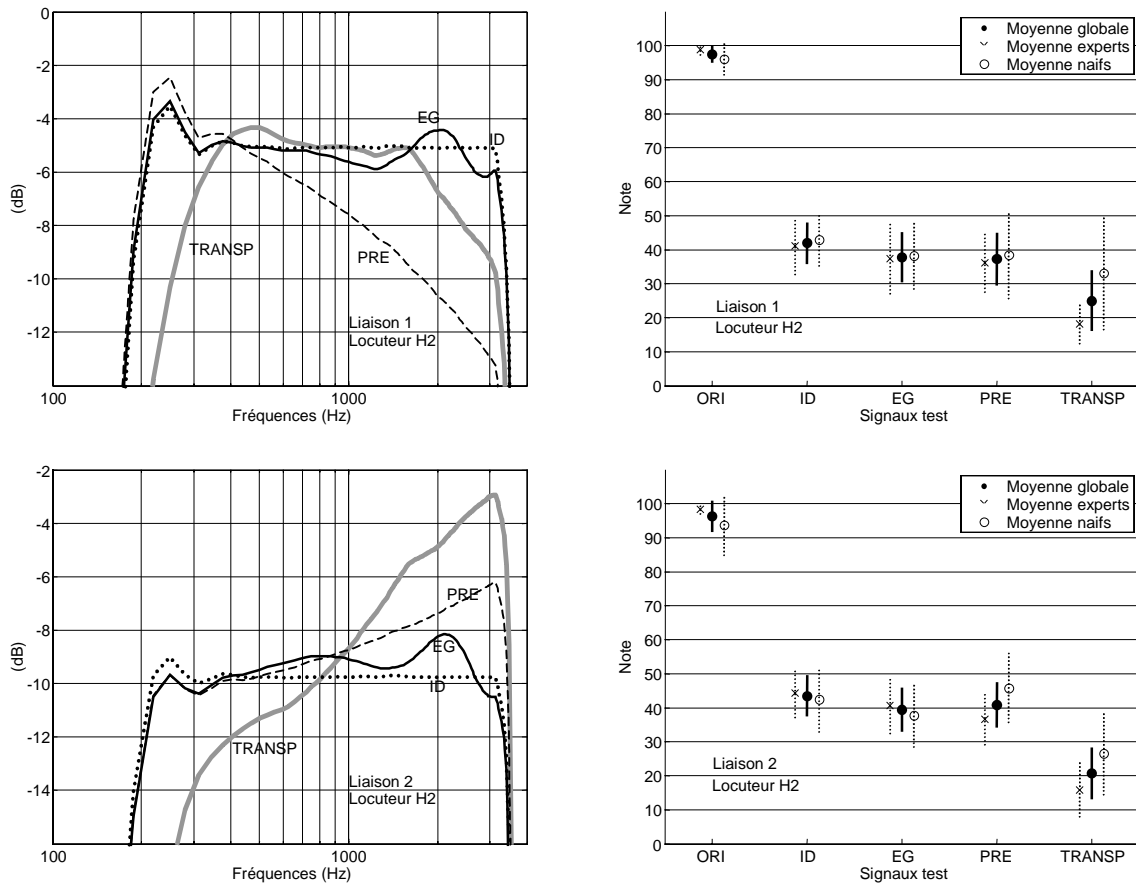 0
-2
-4
-6
-8
-10
-12
(dB)
EG
ID
TRANSP
PRE
Liaison 1
Locuteur H2
100
1000
Fréquences (Hz)
100
90
80
70
60
50
40
30
20
10
0
Note
Moyenne globale
Moyenne experts
Moyenne naifs
Liaison 1
Locuteur H2
ORI ID EG PRE TRANSP
Signaux test
-2
-4
-6
-8
-10
-12
-14
(dB)
PRE
EG
ID
TRANSP
Liaison 2
Locuteur H2
100
1000
Fréquences (Hz)
100
90
80
70
60
50
40
30
20
10
0
Note
Moyenne globale
Moyenne experts
Moyenne naifs
Liaison 2
Locuteur H2
ORI ID EG PRE TRANSP
Signaux test